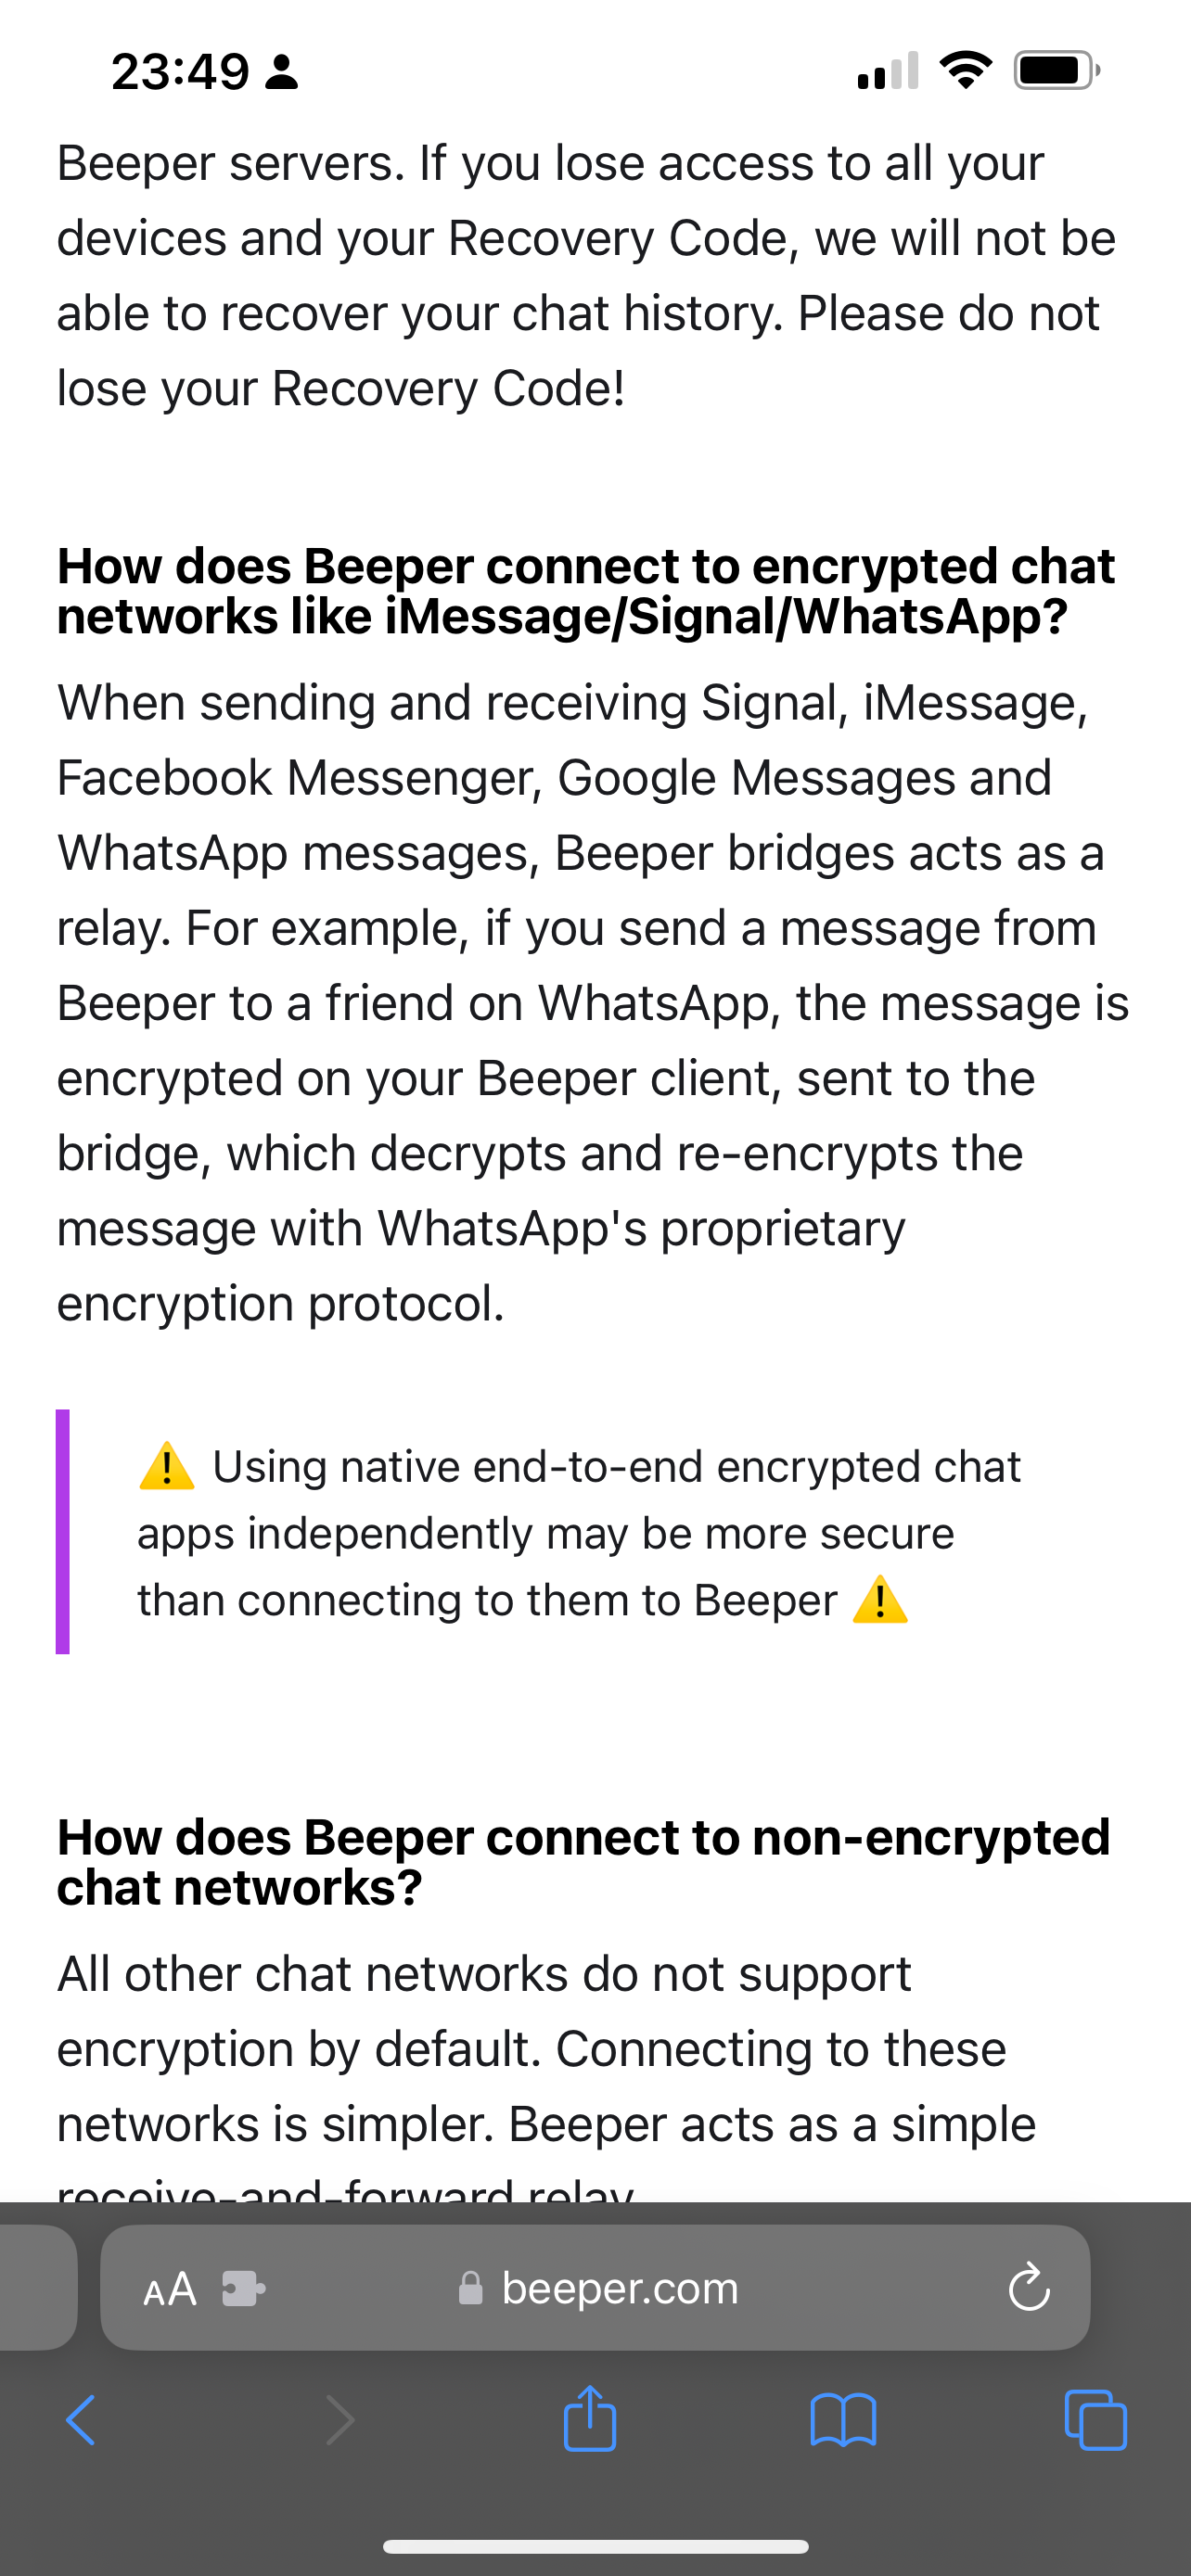 23:49
Beeper servers. If you lose access to all your
devices and your Recovery Code, we will not be
able to recover your chat history. Please do not
lose your Recovery Code!
How does Beeper connect to encrypted chat
networks like iMessage/Signal/WhatsApp?
When sending and receiving Signal, iMessage,
Facebook Messenger, Google Messages and
WhatsApp messages, Beeper bridges acts as a
relay. For example, if you send a message from
Beeper to a friend on WhatsApp, the message is
encrypted on your Beeper client, sent to the
bridge, which decrypts and re-encrypts the
message with WhatsApp's proprietary
encryption protocol.
⚠️ Using native end-to-end encrypted chat
apps independently may be more secure
than connecting to them to Beeper ⚠️
How does Beeper connect to non-encrypted
chat networks?
All other chat networks do not support
encryption by default. Connecting to these
networks is simpler. Beeper acts as a simple
receive-and-forward relay
AA beeper.com